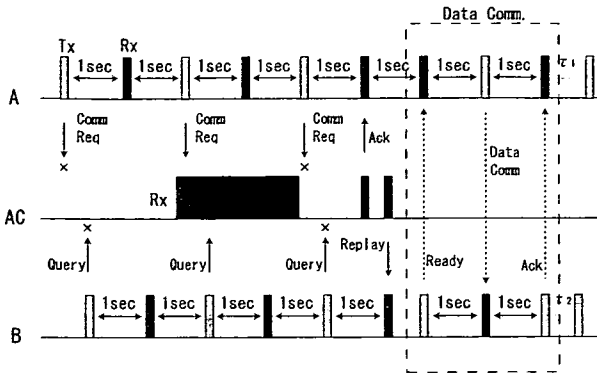 Data Comm.
Tx
Rx
1sec
1sec
1sec
1sec
1sec
1sec
1sec
1sec
τ1
A
Comm
Req
×
Comm
Req
Comm
Req
×
Ack
Data
Comm
Rx
AC
×
Query
Query
×
Query
Replay
Ready
Ack
1sec
1sec
1sec
1sec
1sec
1sec
1sec
τ2
B